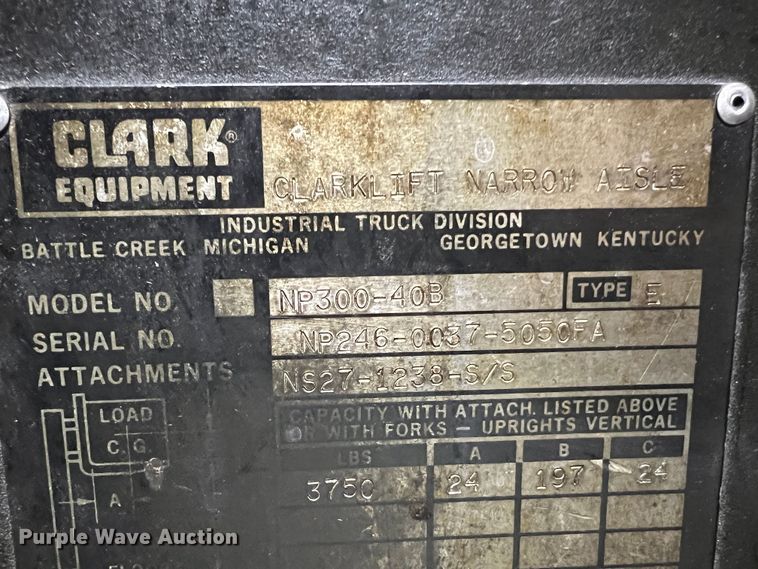 CLARK®
EQUIPMENT
CLARKLIFT NARROW AISLE
INDUSTRIAL TRUCK DIVISION
BATTLE CREEK MICHIGAN GEORGETOWN KENTUCKY
MODEL NO. NP300-40B TYPE E
SERIAL NO. NP246-0037-5050FA
ATTACHMENTS NS27-1238-S/S
CAPACITY WITH ATTACH. LISTED ABOVE
OR WITH FORKS – UPRIGHTS VERTICAL
LOAD
C. G.
A
LBS A B C
3750 24 197 24
Purple Wave Auction